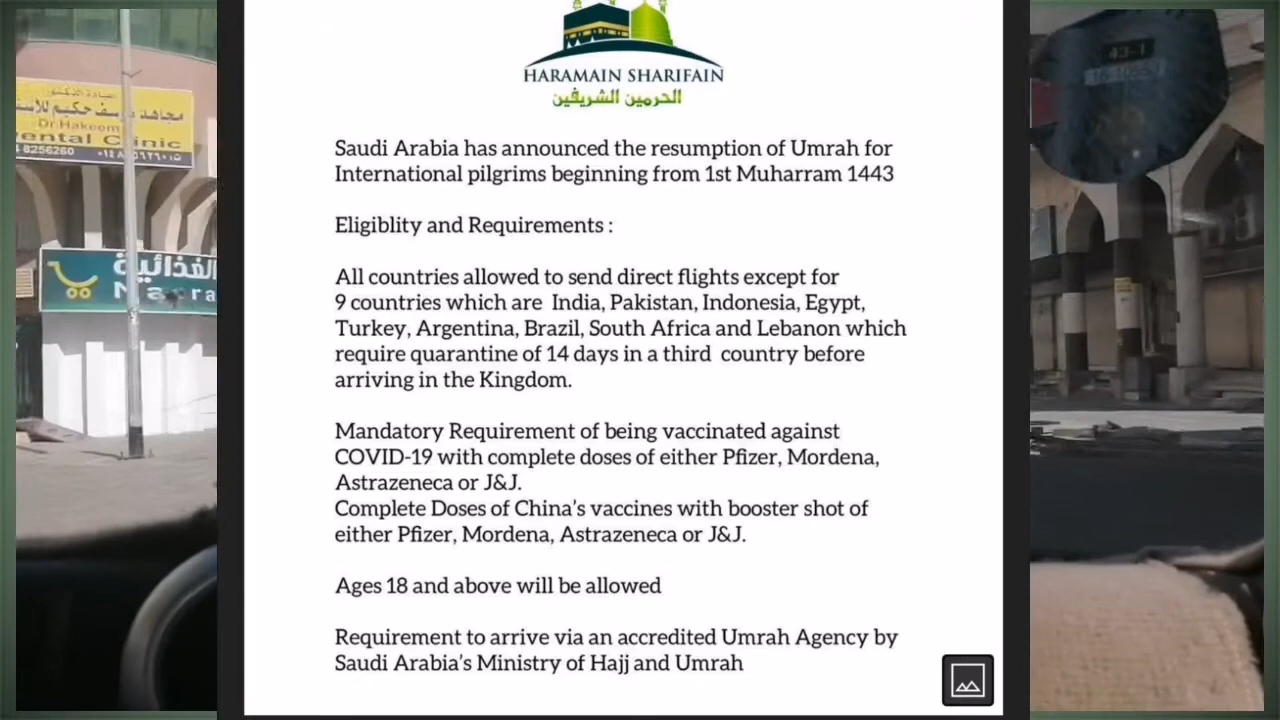 HARAMAIN SHARIFAIN
الحرمين الشريفين
Saudi Arabia has announced the resumption of Umrah for
International pilgrims beginning from 1st Muharram 1443
Eligiblity and Requirements :
All countries allowed to send direct flights except for
9 countries which are India, Pakistan, Indonesia, Egypt,
Turkey, Argentina, Brazil, South Africa and Lebanon which
require quarantine of 14 days in a third country before
arriving in the Kingdom.
Mandatory Requirement of being vaccinated against
COVID-19 with complete doses of either Pfizer, Mordena,
Astrazeneca or J&J.
Complete Doses of China's vaccines with booster shot of
either Pfizer, Mordena, Astrazeneca or J&J.
Ages 18 and above will be allowed
Requirement to arrive via an accredited Umrah Agency by
Saudi Arabia's Ministry of Hajj and Umrah
مجاهد
حكيم
Dr.Hakeem
ental Clinic
8256260
الغذائية
43-1